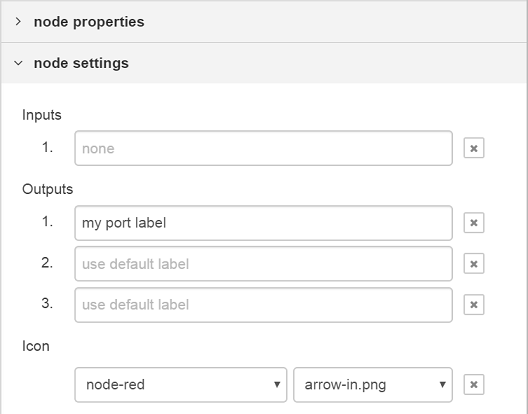 node properties
node settings
Inputs
1. none
Outputs
1. my port label
2. use default label
3. use default label
Icon
node-red arrow-in.png